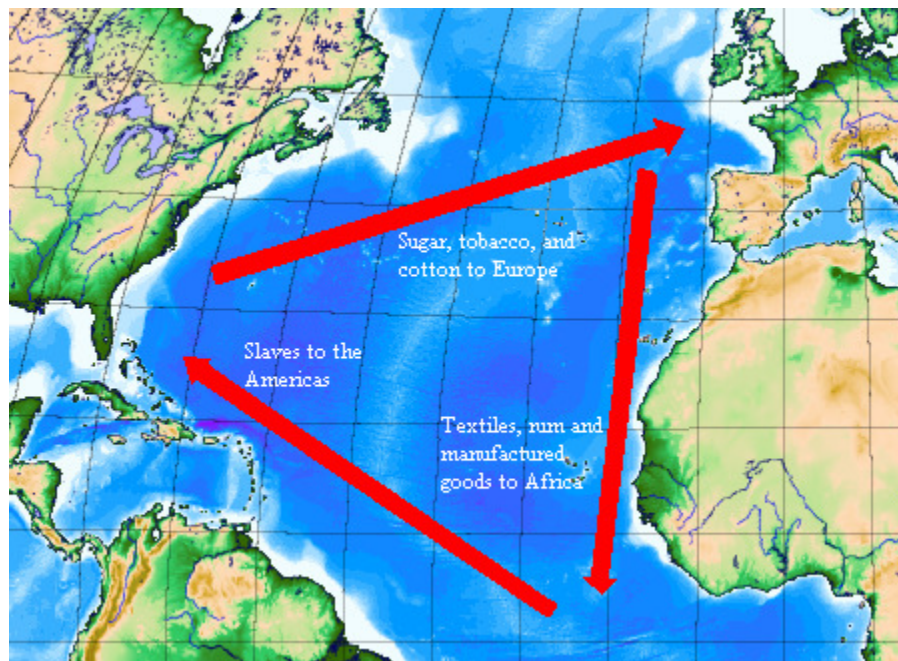 Sugar, tobacco, and
cotton to Europe
Slaves to the
Americas
Textiles, rum and
manufactured
goods to Africa